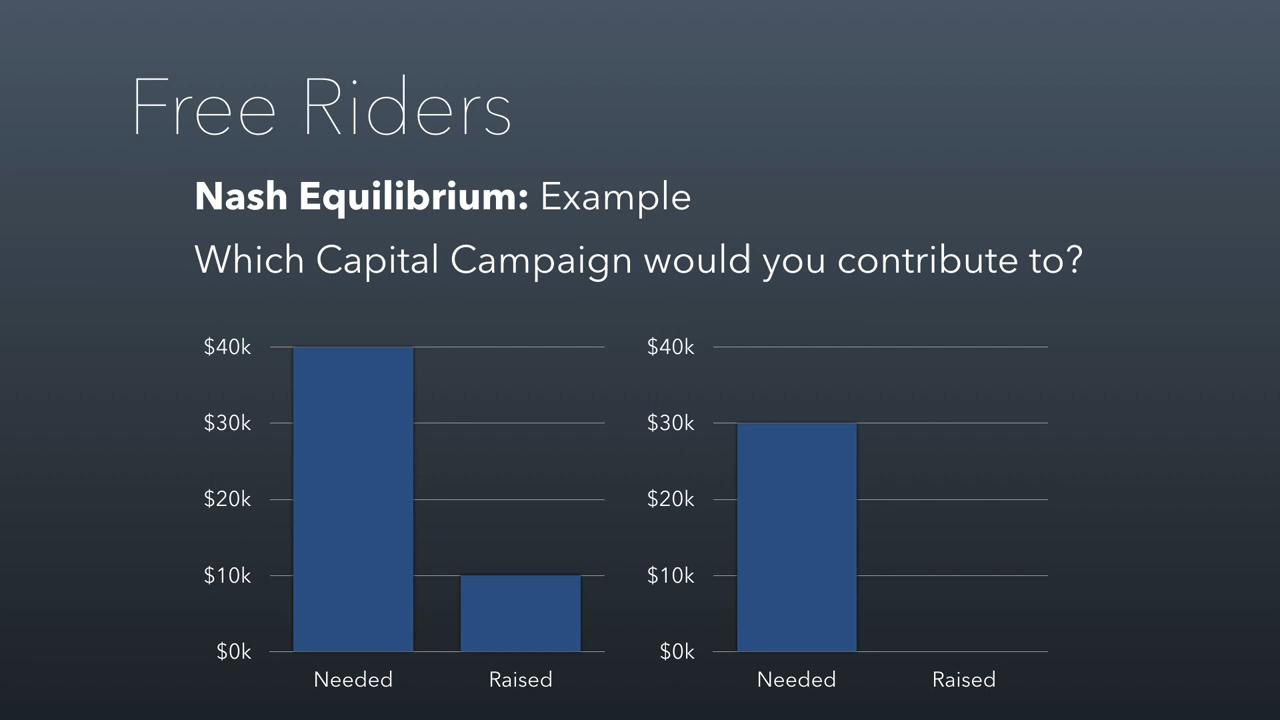 Free Riders
Nash Equilibrium: Example
Which Capital Campaign would you contribute to?
$40k
$30k
$20k
$10k
$0k
Needed
Raised
$40k
$30k
$20k
$10k
$0k
Needed
Raised